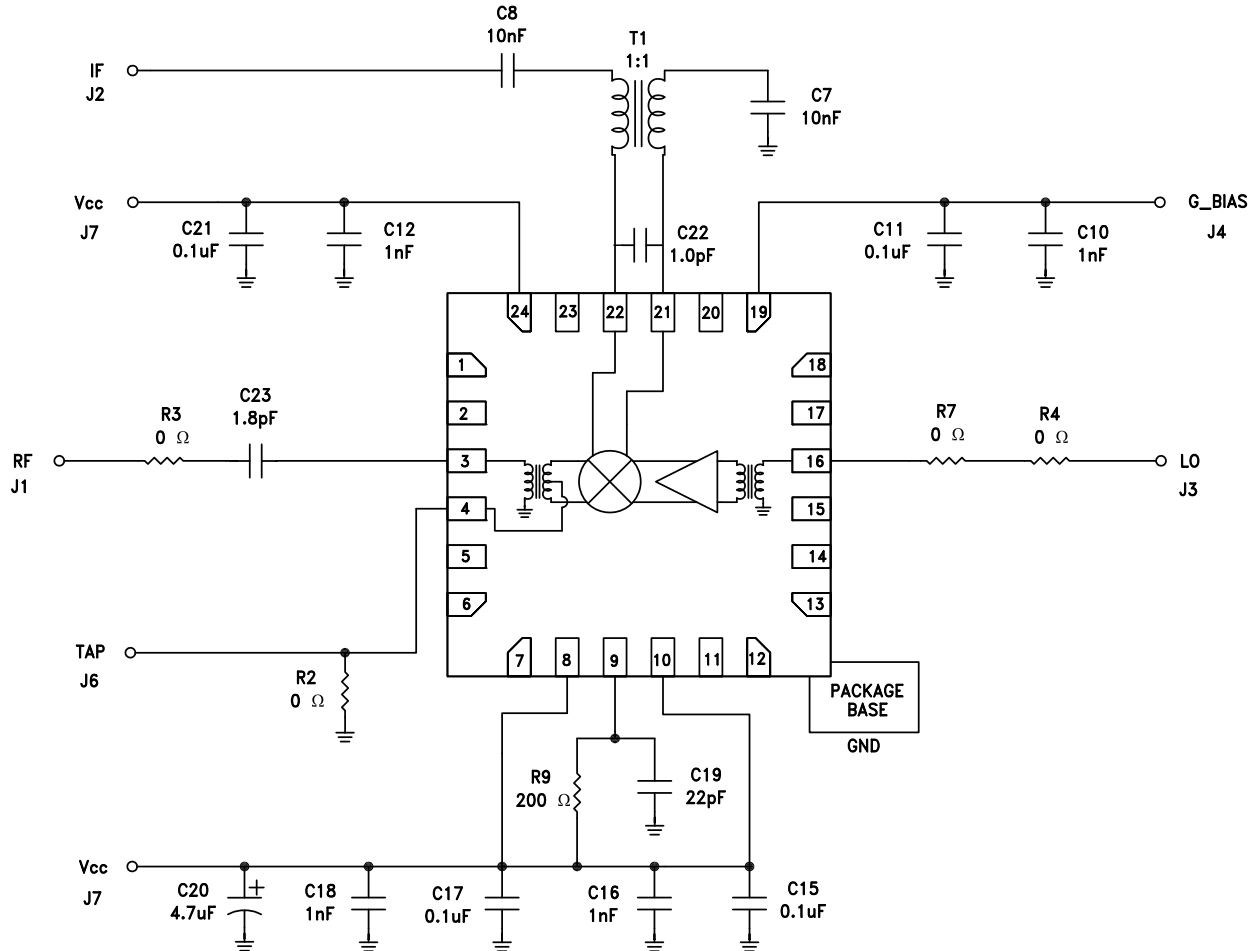 C8
10nF
T1
1:1
IF
J2
C7
10nF
Vcc
J7
C21
0.1uF
C12
1nF
C22
1.0pF
C11
0.1uF
C10
1nF
G_BIAS
J4
24
23
22
21
20
19
1
2
3
4
5
6
18
17
16
15
14
13
7
8
9
10
11
12
RF
J1
R3
0 Ω
C23
1.8pF
R7
0 Ω
R4
0 Ω
LO
J3
TAP
J6
R2
0 Ω
PACKAGE
BASE
GND
R9
200 Ω
C19
22pF
Vcc
J7
C20
4.7uF
+
C18
1nF
C17
0.1uF
C16
1nF
C15
0.1uF